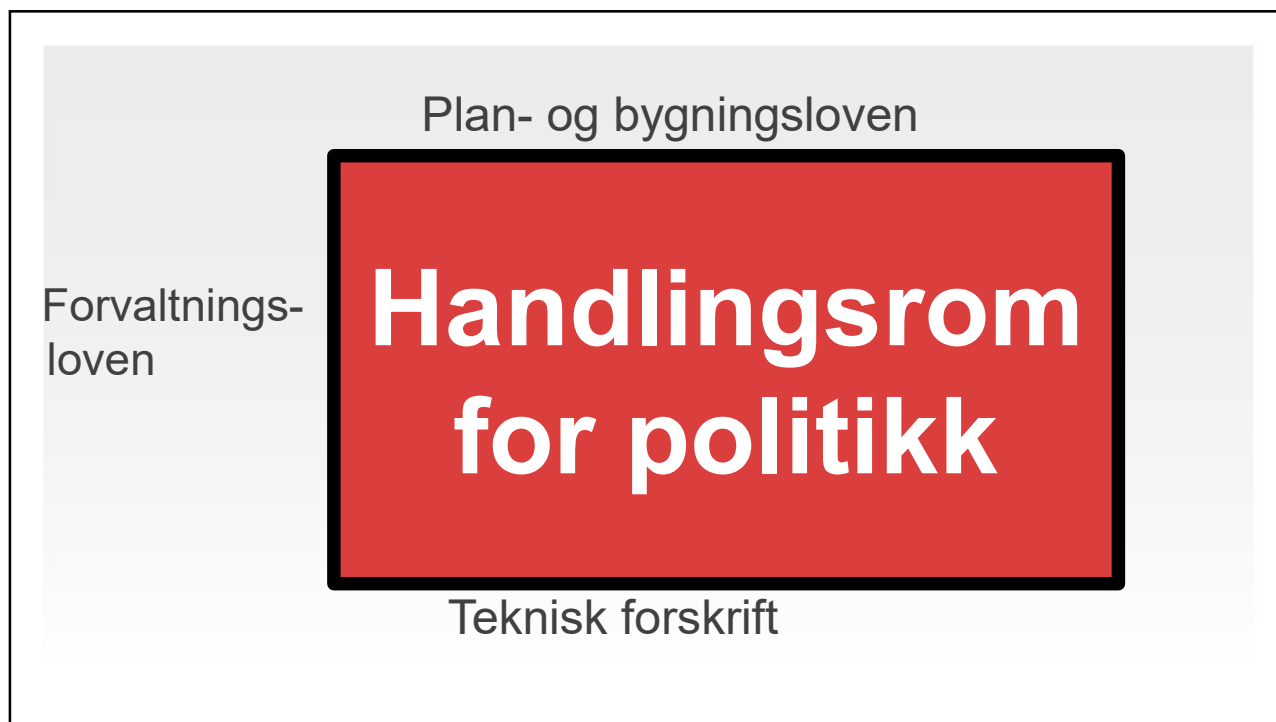 Plan- og bygningsloven
Forvaltnings-
loven
Handlingsrom
for politikk
Teknisk forskrift